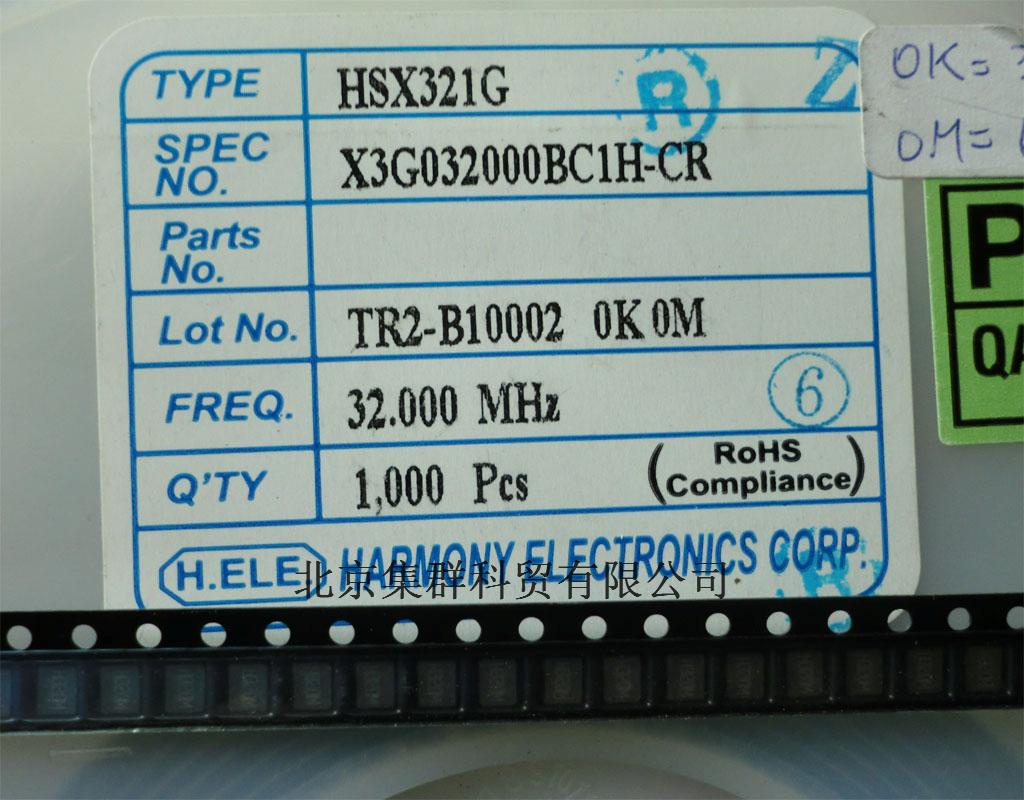 TYPE HSX321G
R
Z
OK=
OM=
SPEC
NO. X3G032000BC1H-CR
Parts
No.
P
Lot No. TR2-B10002 0K 0M
QA
FREQ. 32.000 MHz
6
Q'TY 1,000 Pcs
(RoHS
Compliance)
H.ELE HARMONY ELECTRONICS CORP.
R
北京集群科贸有限公司